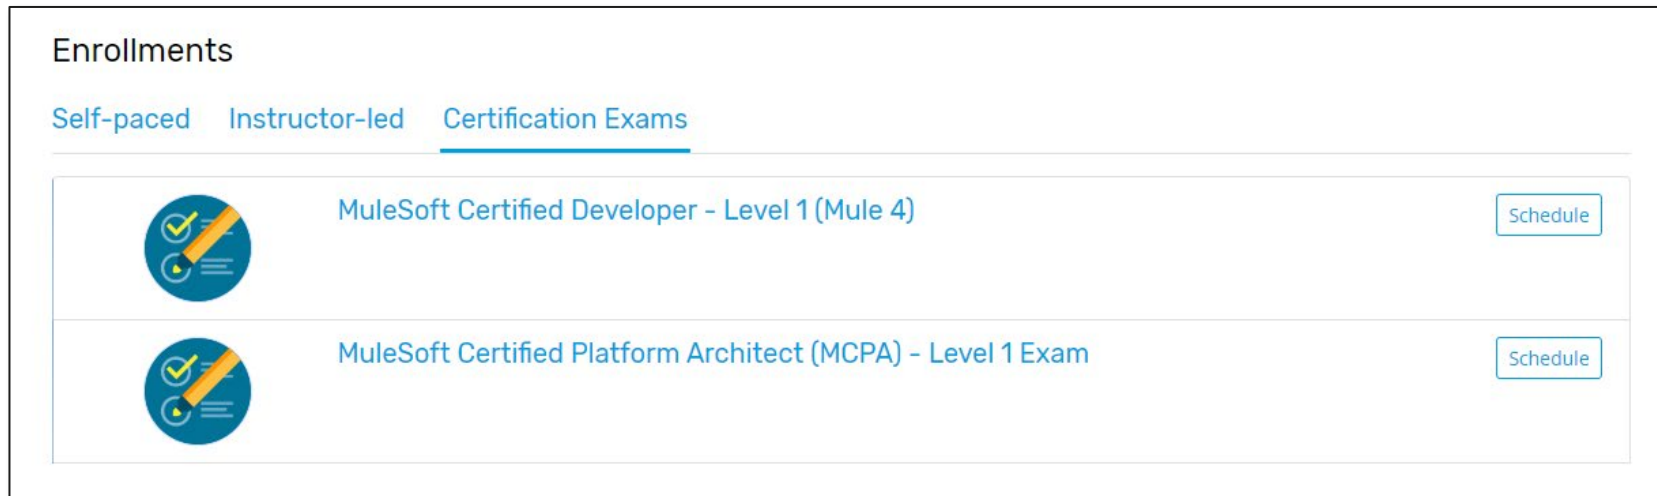 Enrollments
Self-paced Instructor-led Certification Exams
MuleSoft Certified Developer - Level 1 (Mule 4)
Schedule
MuleSoft Certified Platform Architect (MCPA) - Level 1 Exam
Schedule